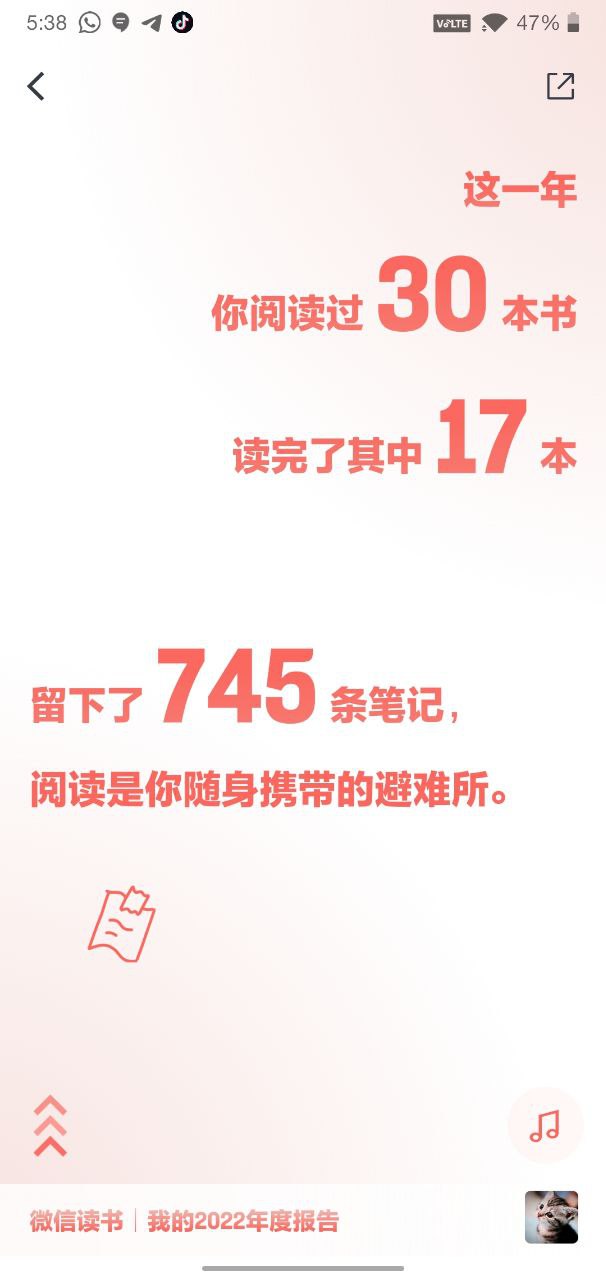 5:38
VoLTE 47%
这一年
你阅读过 30 本书
读完了其中 17 本
留下了 745 条笔记，
阅读是你随身携带的避难所。
微信读书｜我的2022年度报告